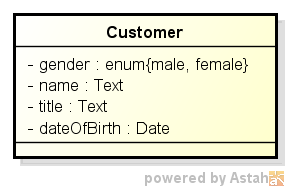 Customer
- gender : enum{male, female}
- name : Text
- title : Text
- dateOfBirth : Date
powered by Astah